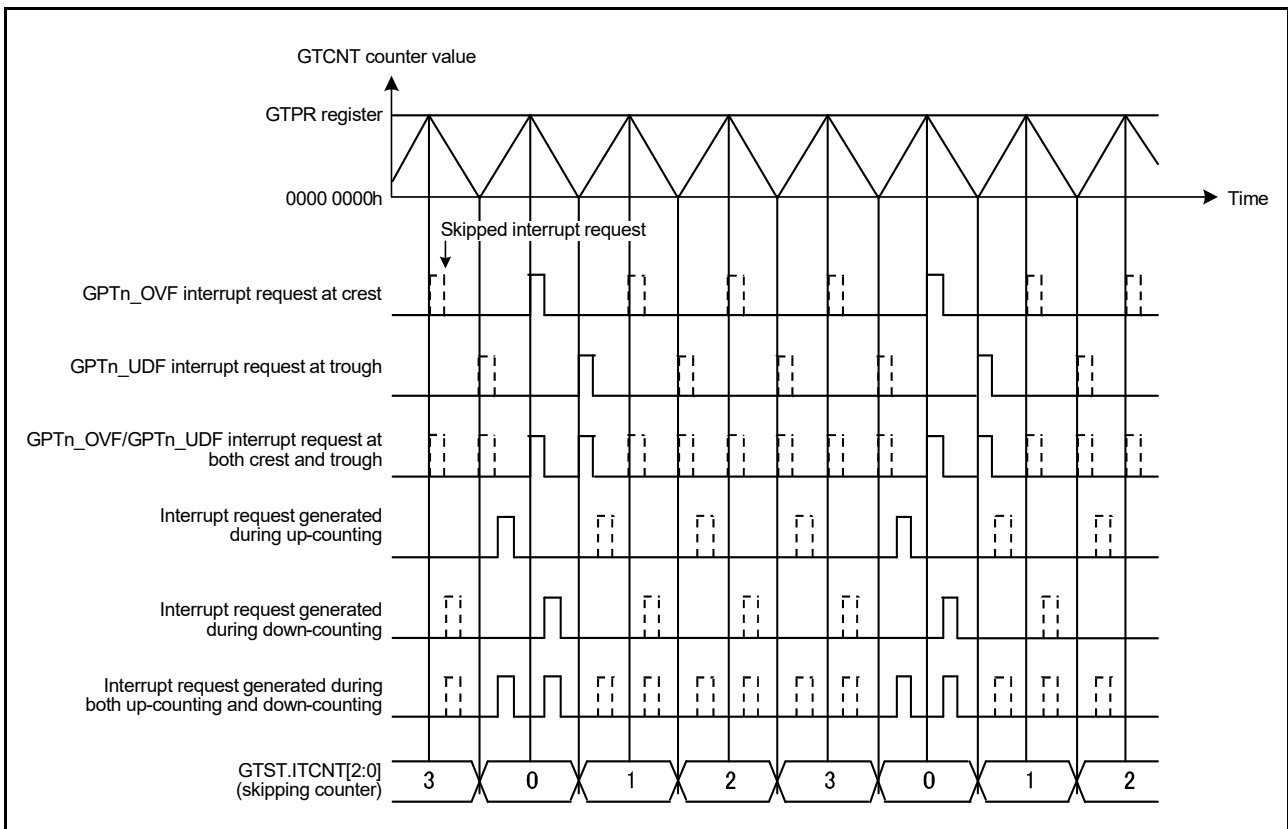 GTCNT counter value
GTPR register
0000 0000h
Time
Skipped interrupt request
GPTn_OVF interrupt request at crest
GPTn_UDF interrupt request at trough
GPTn_OVF/GPTn_UDF interrupt request at
both crest and trough
Interrupt request generated
during up-counting
Interrupt request generated
during down-counting
Interrupt request generated during
both up-counting and down-counting
GTST.ITCNT[2:0]
(skipping counter)
3 0 1 2 3 0 1 2